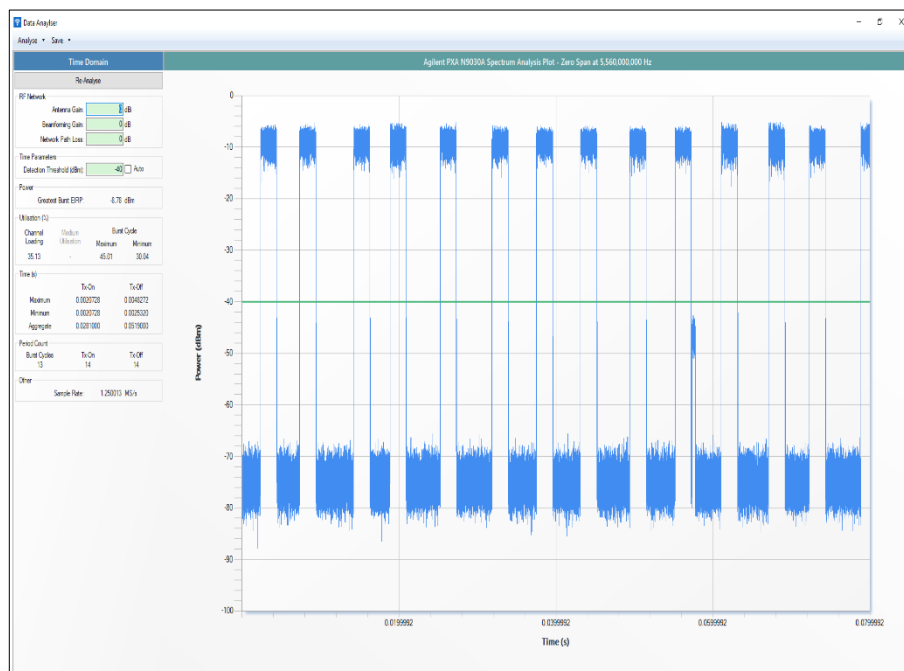 Data Anaylser
Analyse Save
Time Domain
Agilent PXA N9030A Spectrum Analysis Plot - Zero Span at 5,560,000,000 Hz
Re-Analyse
RF Network
Antenna Gain: dB
Beamforming Gain: 0 dB
Network Path Loss: 0 dB
Time Parameters
Detection Threshold (dBm): -40 Auto
Power
Greatest Burst EIRP: dBm
Utilisation (%)
Channel Loading Medium Utilisation Burst Cycle
Maximum Minimum
35.13 - 45.01 30.04
Time (s)
Tx-On Tx-Off
Maximum 0.0020728 0.0048272
Minimum 0.0020728 0.0025320
Aggregate 0.0281000 0.0519000
Period Count
Burst Cycles Tx-On Tx-Off
13 14 14
Other
Sample Rate: 1.250013 MS/s
Power (dBm)
0
-10
-20
-30
-40
-50
-60
-70
-80
-90
-100
0.0199992 0.0399992 0.0599992 0.0799992
Time (s)